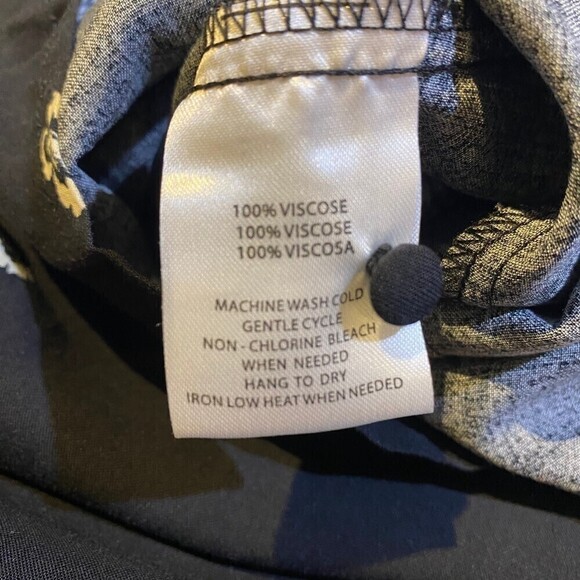 100% VISCOSE
100% VISCOSE
100% VISCOSA
MACHINE WASH COLD
GENTLE CYCLE
NON - CHLORINE BLEACH
WHEN NEEDED
HANG TO DRY
IRON LOW HEAT WHEN NEEDED